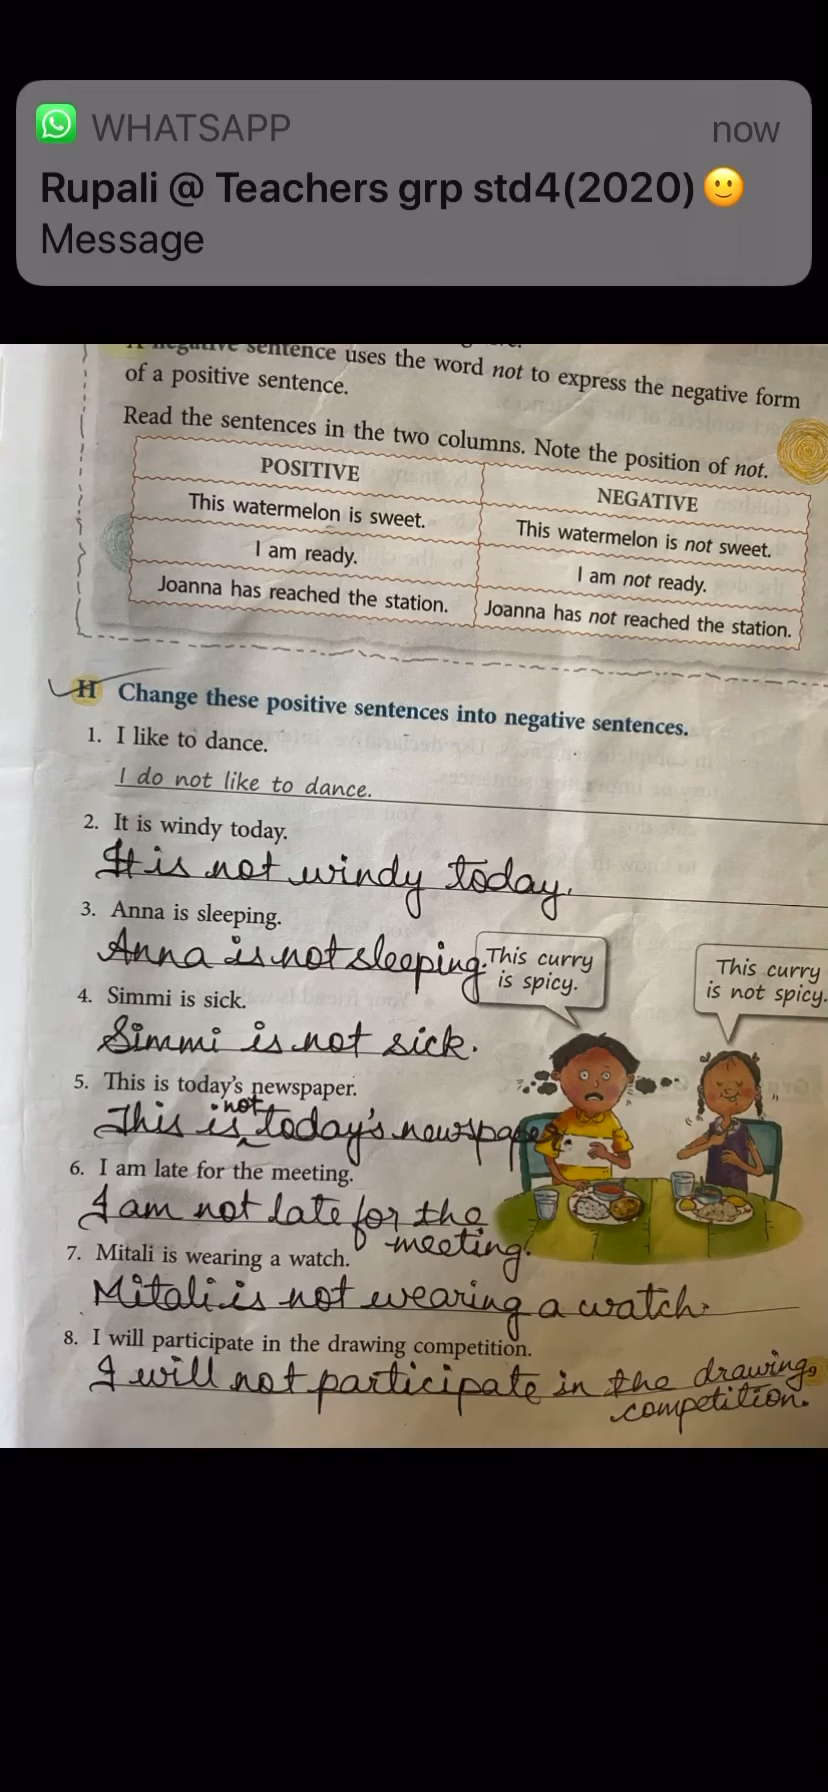 WHATSAPP now
Rupali @ Teachers grp std4(2020)🙂
Message
A negative sentence uses the word not to express the negative form
of a positive sentence.
Read the sentences in the two columns. Note the position of not.
POSITIVE NEGATIVE
This watermelon is sweet. This watermelon is not sweet.
I am ready. I am not ready.
Joanna has reached the station. Joanna has not reached the station.
H Change these positive sentences into negative sentences.
1. I like to dance.
I do not like to dance.
2. It is windy today.
It is not windy today.
3. Anna is sleeping.
Anna is not sleeping.
This curry
is spicy.
This curry
is not spicy.
4. Simmi is sick.
Simmi is not sick.
5. This is today's newspaper.
This is not today's newspaper
6. I am late for the meeting.
I am not late for the
meeting.
7. Mitali is wearing a watch.
Mitali is not wearing a watch.
8. I will participate in the drawing competition.
I will not participate in the drawing
competition.